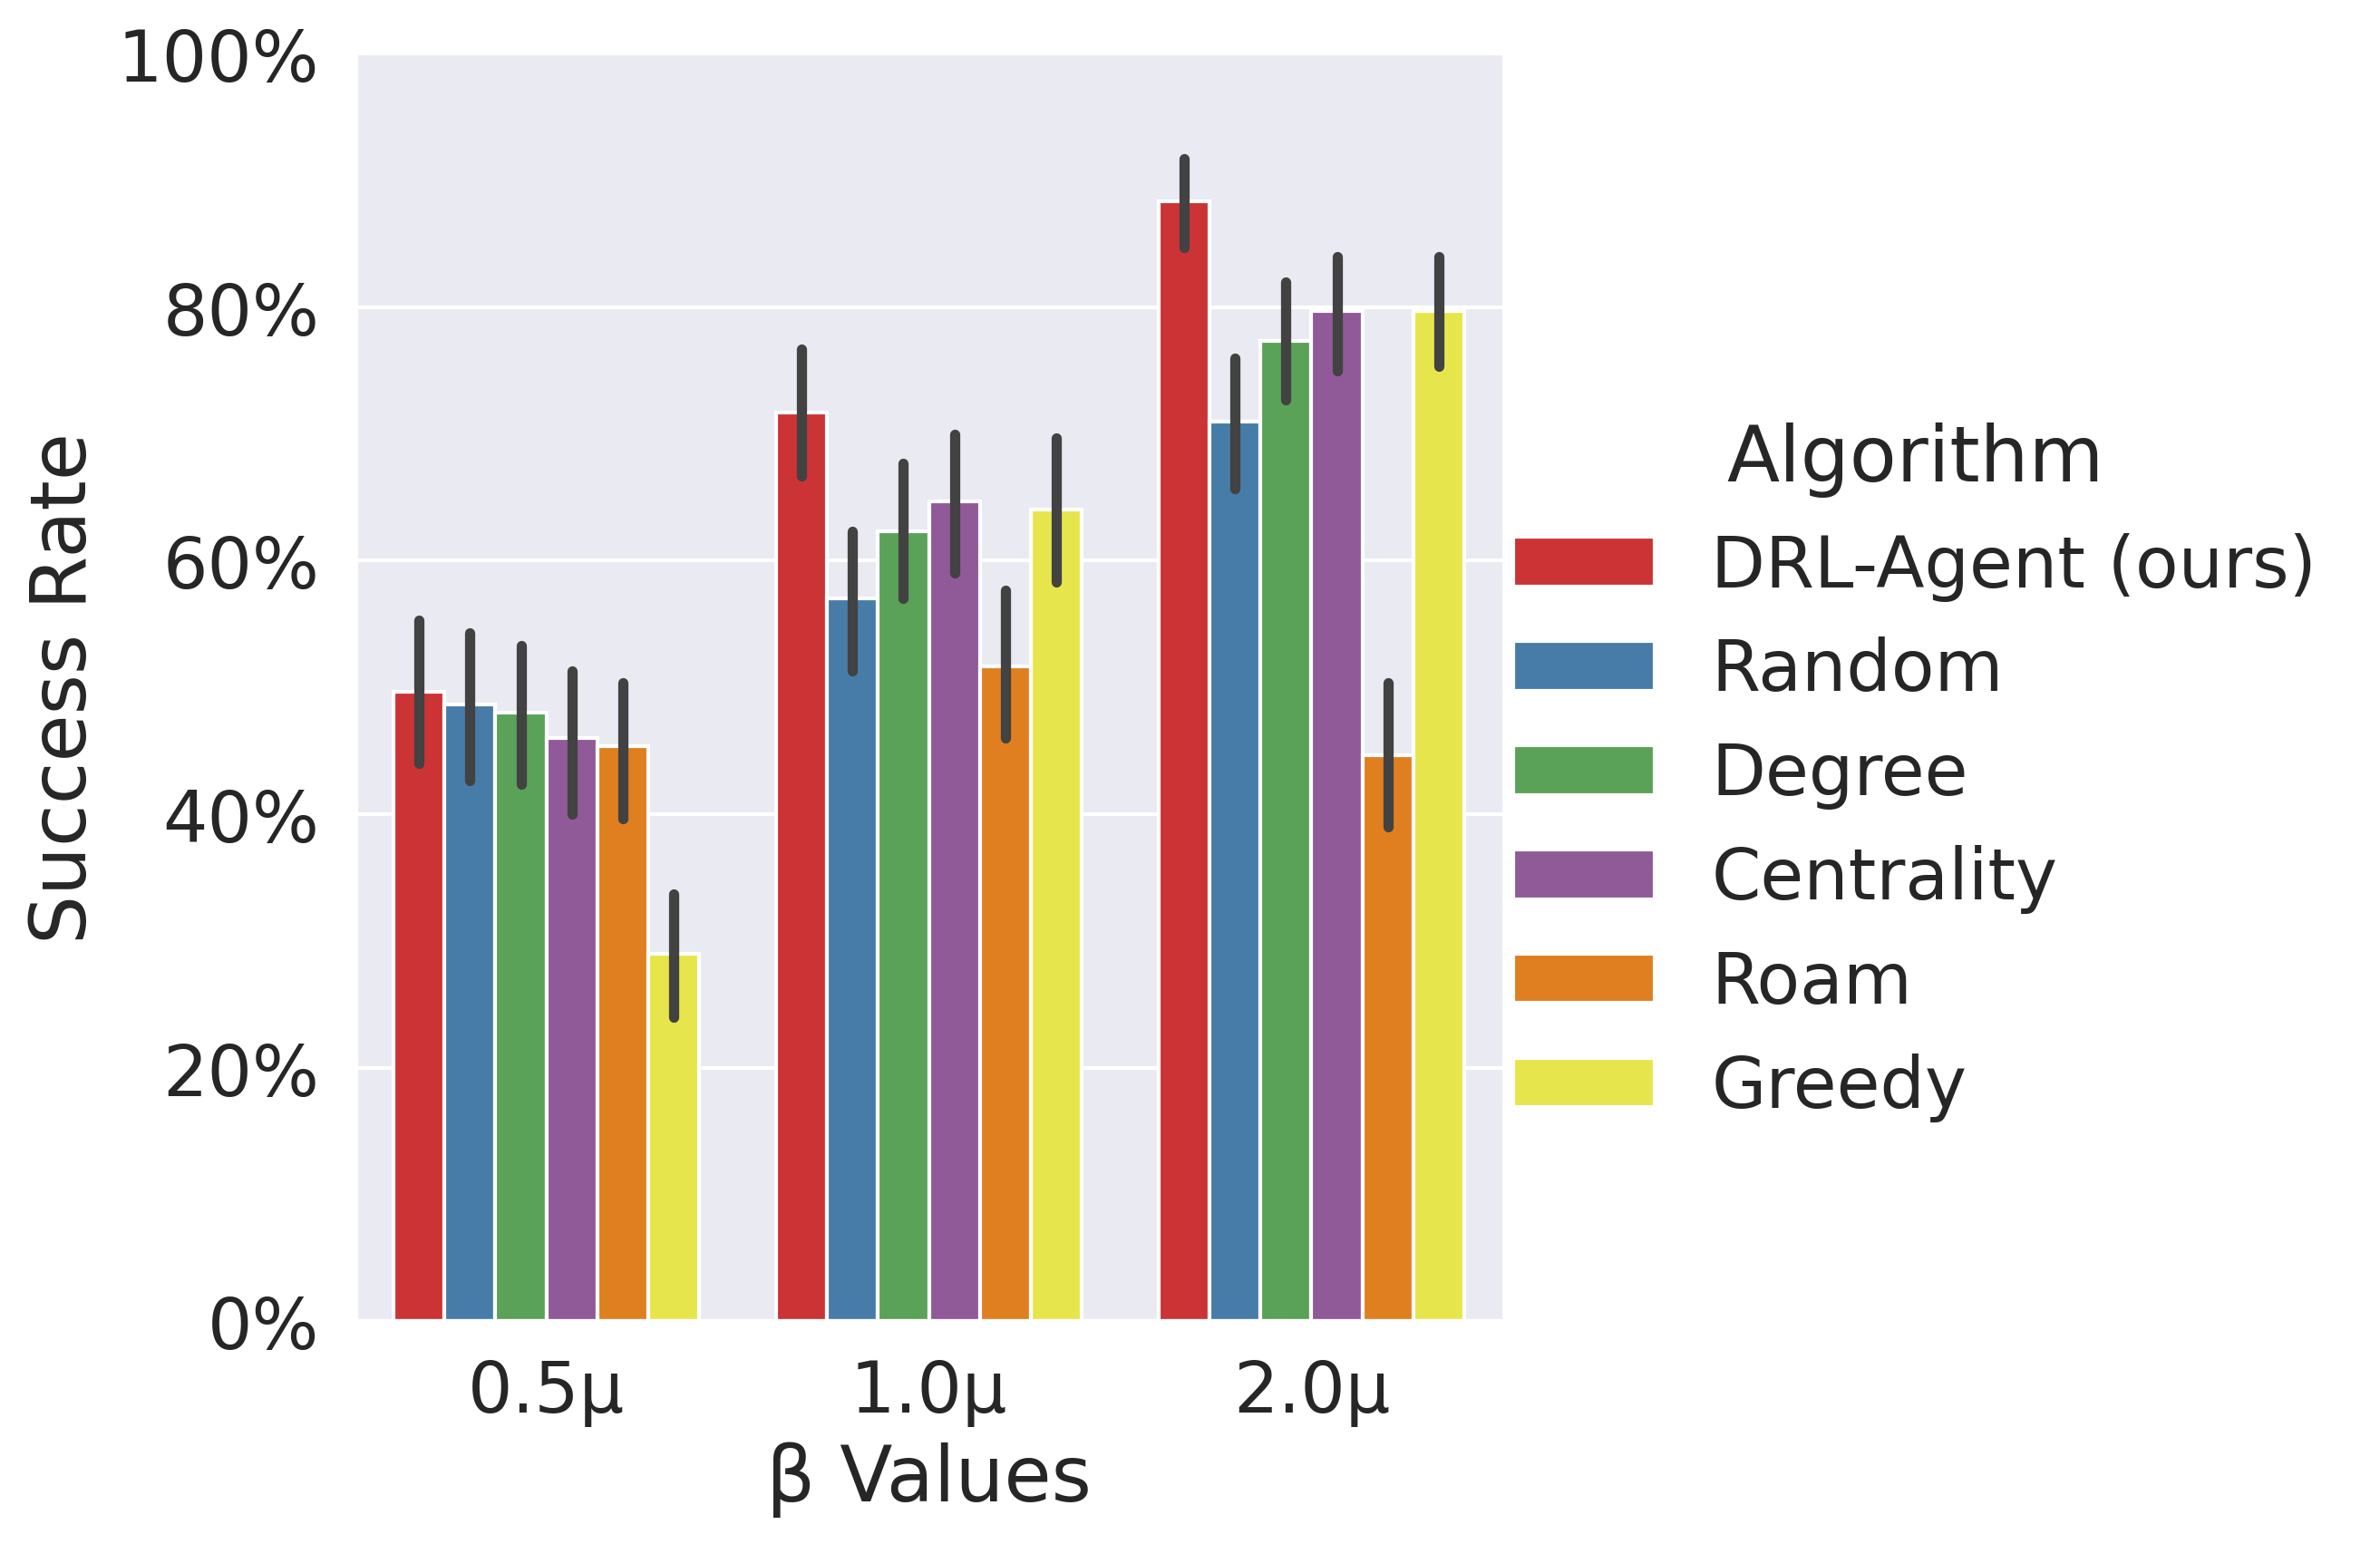 100%
80%
60%
40%
20%
0%
Success Rate
0.5μ 1.0μ 2.0μ
β Values
Algorithm
DRL-Agent (ours)
Random
Degree
Centrality
Roam
Greedy